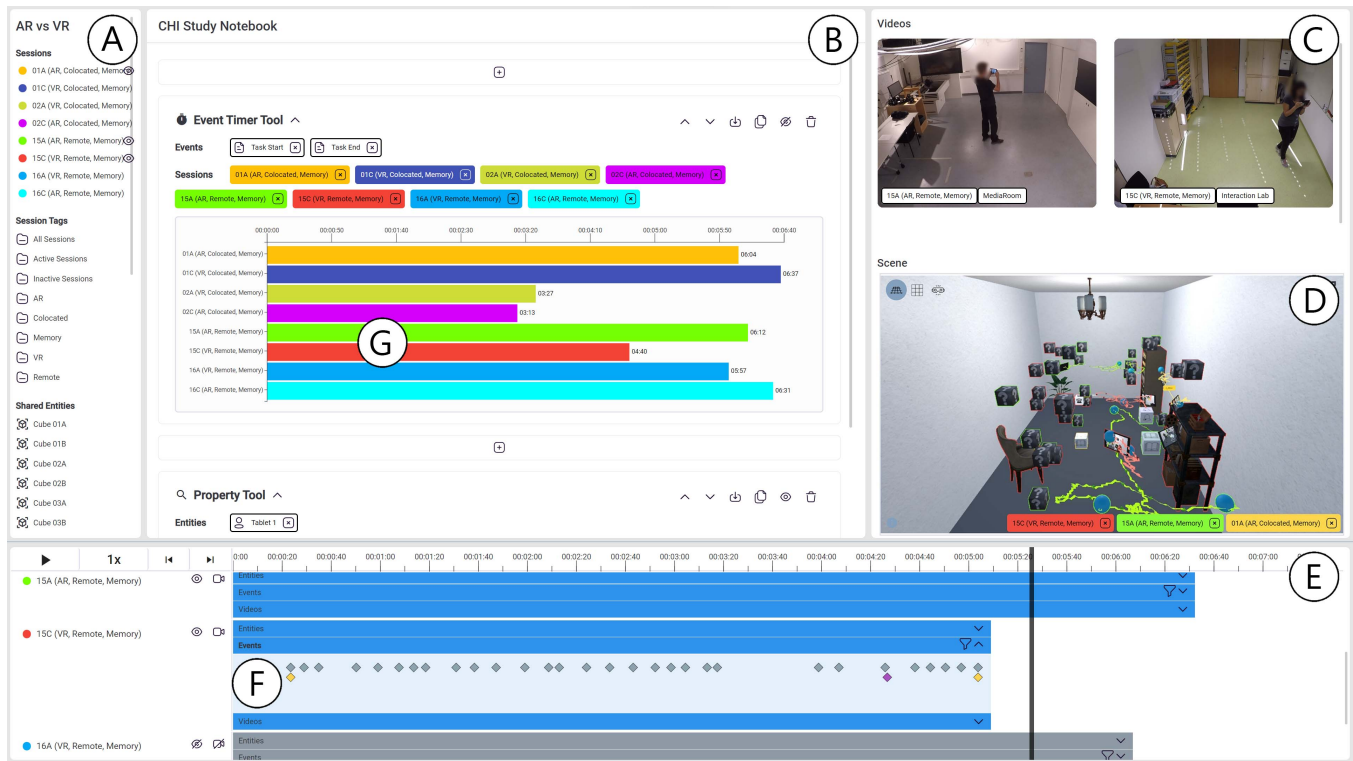 AR vs VR
A
Sessions
01A (AR, Colocated, Memory)
01C (VR, Colocated, Memory)
02A (VR, Colocated, Memory)
02C (AR, Colocated, Memory)
15A (AR, Remote, Memory)
15C (VR, Remote, Memory)
16A (VR, Remote, Memory)
16C (AR, Remote, Memory)
Session Tags
All Sessions
Active Sessions
Inactive Sessions
AR
Colocated
Memory
VR
Remote
Shared Entities
Cube 01A
Cube 01B
Cube 02A
Cube 02B
Cube 03A
Cube 03B
CHI Study Notebook
B
Event Timer Tool
Events Task Start Task End
Sessions 01A (AR, Colocated, Memory) 01C (VR, Colocated, Memory) 02A (VR, Colocated, Memory) 02C (AR, Colocated, Memory)
15A (AR, Remote, Memory) 15C (VR, Remote, Memory) 16A (VR, Remote, Memory) 16C (AR, Remote, Memory)
00:00:00 00:00:50 00:01:40 00:02:30 00:03:20 00:04:10 00:05:00 00:05:50 00:06:40
01A (AR, Colocated, Memory) 06:04
01C (VR, Colocated, Memory) 06:37
02A (VR, Colocated, Memory) 03:27
02C (AR, Colocated, Memory) 03:13
15A (AR, Remote, Memory) 06:12
G
15C (VR, Remote, Memory) 04:40
16A (VR, Remote, Memory) 05:57
16C (AR, Remote, Memory) 06:31
Property Tool
Entities Tablet 1
Videos
C
15A (AR, Remote, Memory) MediaRoom
15C (VR, Remote, Memory) Interaction Lab
Scene
D
15C (VR, Remote, Memory) 15A (AR, Remote, Memory) 01A (AR, Colocated, Memory)
1x
0:00 00:00:20 00:00:40 00:01:00 00:01:20 00:01:40 00:02:00 00:02:20 00:02:40 00:03:00 00:03:20 00:03:40 00:04:00 00:04:20 00:04:40 00:05:00 00:05:20 00:05:40 00:06:00 00:06:20 00:06:40 00:07:00
E
15A (AR, Remote, Memory)
Entities
Events
Videos
15C (VR, Remote, Memory)
Entities
Events
F
Videos
16A (VR, Remote, Memory)
Entities
Events